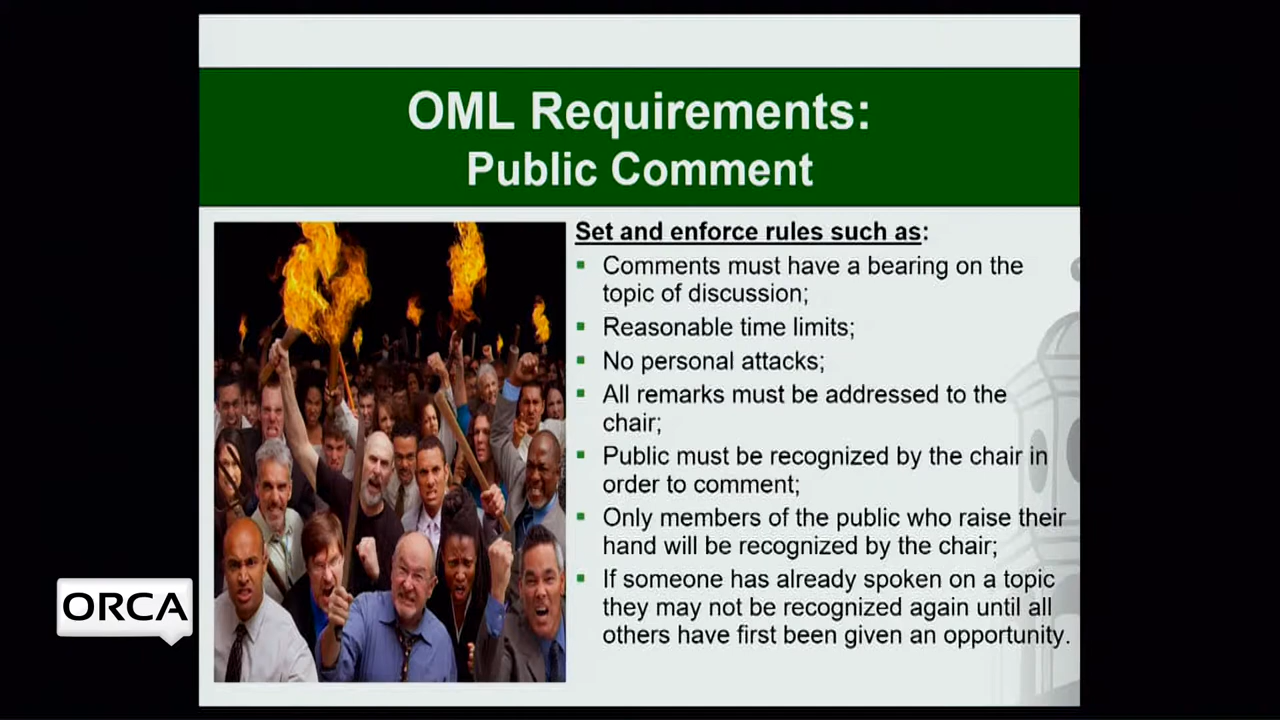 OML Requirements:
Public Comment
Set and enforce rules such as:
Comments must have a bearing on the
topic of discussion;
Reasonable time limits;
No personal attacks;
All remarks must be addressed to the
chair;
Public must be recognized by the chair in
order to comment;
Only members of the public who raise their
hand will be recognized by the chair;
If someone has already spoken on a topic
they may not be recognized again until all
others have first been given an opportunity.
ORCA